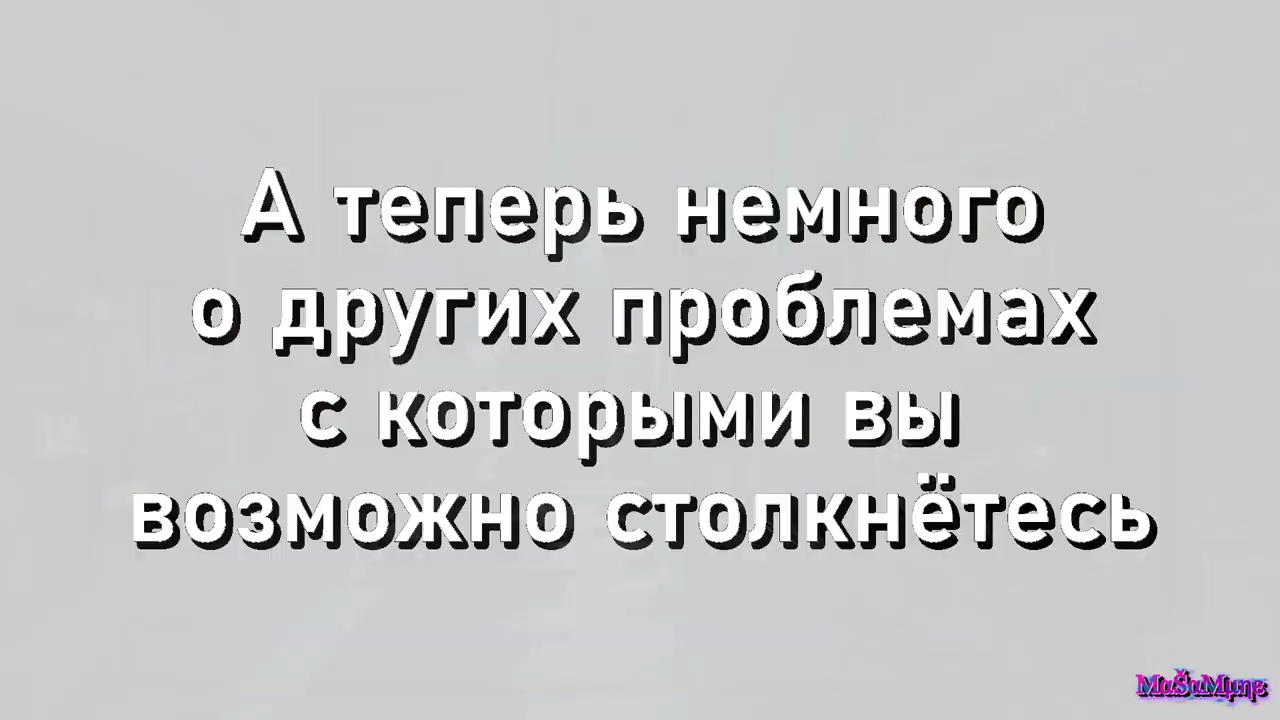 А теперь немного
о других проблемах
с которыми вы
возможно столкнётесь